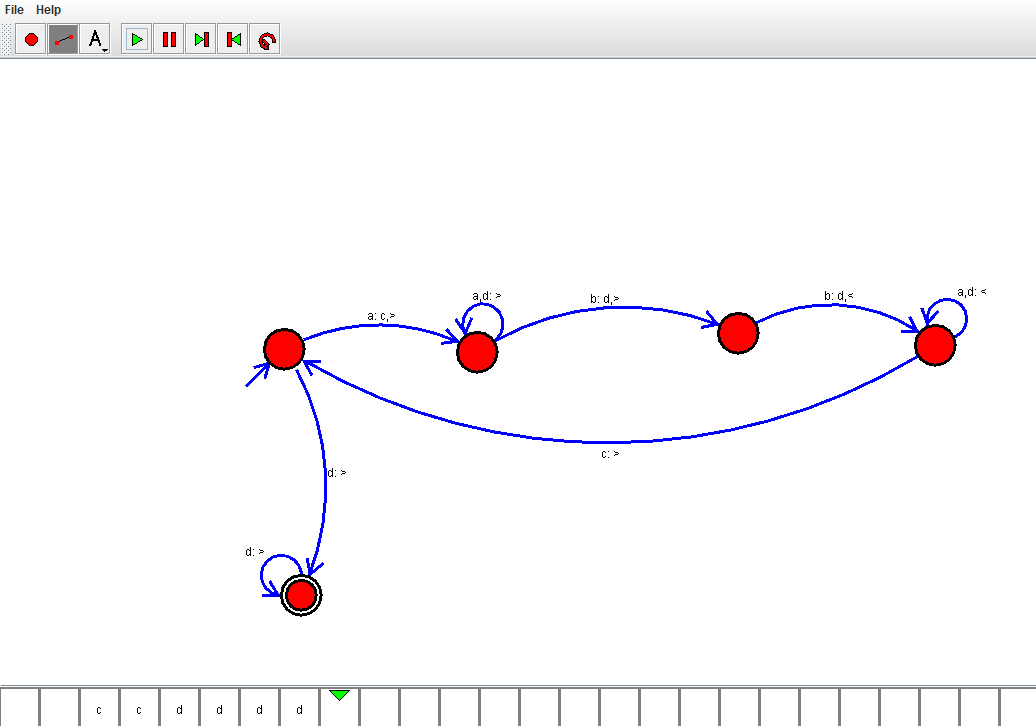 File Help
A
a,d: >
a,d: <
b: d,>
b: d,<
a: c,>
c: >
d: >
d: >
c c d d d d